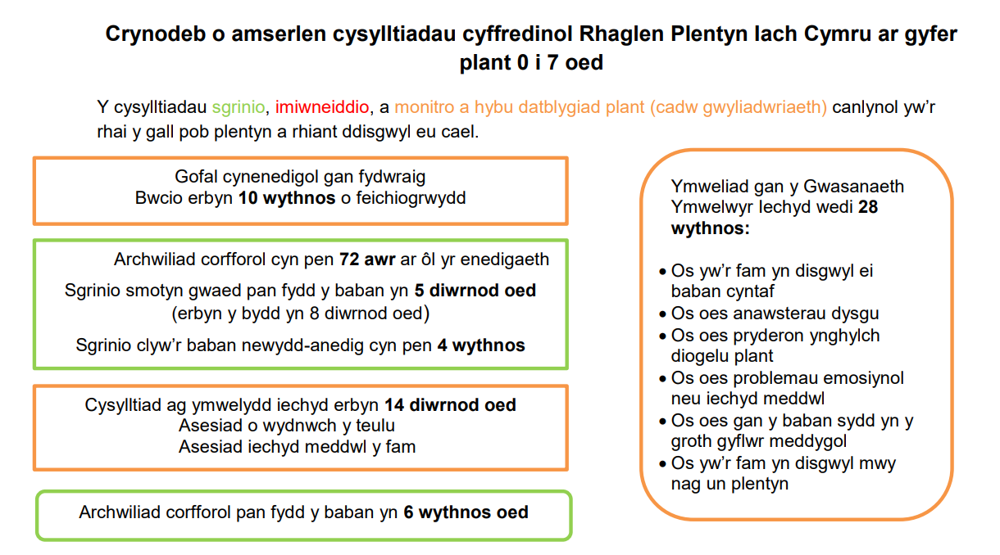 Crynodeb o amserlen cysylltiadau cyffredinol Rhaglen Plentyn Iach Cymru ar gyfer
plant 0 i 7 oed
Y cysylltiadau sgrinio, imiwneiddio, a monitro a hybu datblygiad plant (cadw gwyliadwriaeth) canlynol yw'r
rhai y gall pob plentyn a rhiant ddisgwyl eu cael.
Gofal cynenedigol gan fydwraig
Bwcio erbyn 10 wythnos o feichiogrwydd
Archwiliad corfforol cyn pen 72 awr ar ôl yr enedigaeth
Sgrinio smotyn gwaed pan fydd y baban yn 5 diwrnod oed
(erbyn y bydd yn 8 diwrnod oed)
Sgrinio clyw'r baban newydd-anedig cyn pen 4 wythnos
Cysylltiad ag ymwelydd iechyd erbyn 14 diwrnod oed
Asesiad o wydnwch y teulu
Asesiad iechyd meddwl y fam
Archwiliad corfforol pan fydd y baban yn 6 wythnos oed
Ymweliad gan y Gwasanaeth
Ymwelwyr Iechyd wedi 28
wythnos:
• Os yw'r fam yn disgwyl ei
baban cyntaf
• Os oes anawsterau dysgu
• Os oes pryderon ynghylch
diogelu plant
• Os oes problemau emosiynol
neu iechyd meddwl
• Os oes gan y baban sydd yn y
groth gyflwr meddygol
• Os yw'r fam yn disgwyl mwy
nag un plentyn